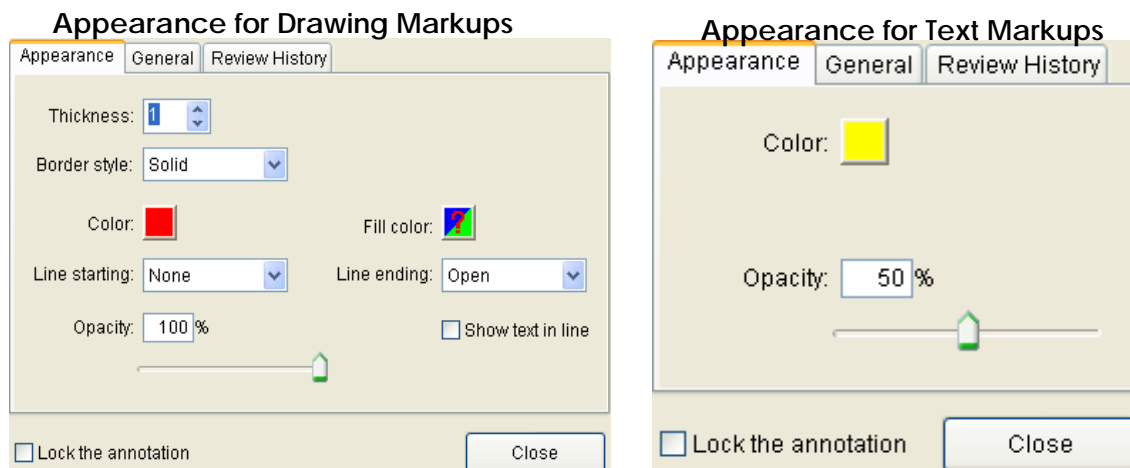 Appearance for Drawing Markups
Appearance General Review History
Thickness: 1
Border style: Solid
Color: Fill color: ?
Line starting: None Line ending: Open
Opacity: 100 % Show text in line
Lock the annotation Close
Appearance for Text Markups
Appearance General Review History
Color:
Opacity: 50 %
Lock the annotation Close